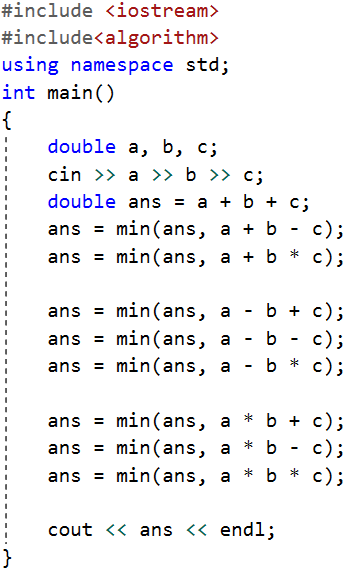 #include <iostream>
#include<algorithm>
using namespace std;
int main()
{
    double a, b, c;
    cin >> a >> b >> c;
    double ans = a + b + c;
    ans = min(ans, a + b - c);
    ans = min(ans, a + b * c);

    ans = min(ans, a - b + c);
    ans = min(ans, a - b - c);
    ans = min(ans, a - b * c);

    ans = min(ans, a * b + c);
    ans = min(ans, a * b - c);
    ans = min(ans, a * b * c);

    cout << ans << endl;
}